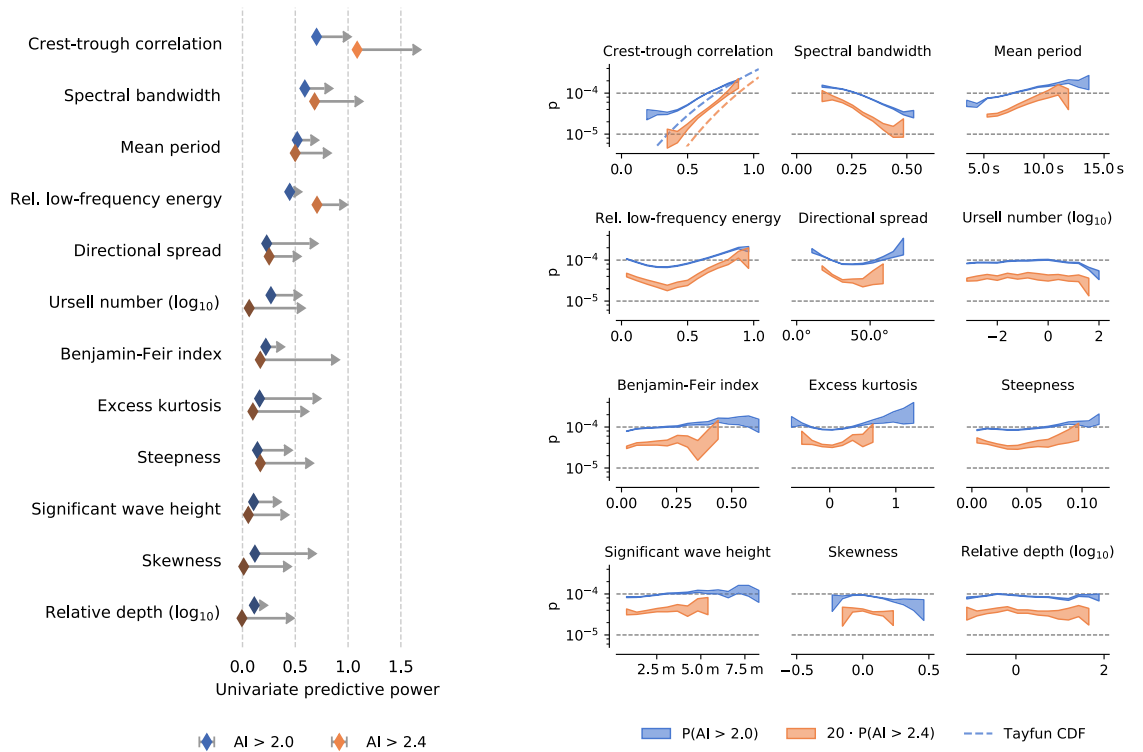 Crest-trough correlation
Spectral bandwidth
Mean period
Rel. low-frequency energy
Directional spread
Ursell number (log₁₀)
Benjamin-Feir index
Excess kurtosis
Steepness
Significant wave height
Skewness
Relative depth (log₁₀)
0.0 0.5 1.0 1.5
Univariate predictive power
AI > 2.0 AI > 2.4
Crest-trough correlation Spectral bandwidth Mean period
p
10⁻⁴
10⁻⁵
0.0 0.5 1.0 0.00 0.25 0.50 5.0 s 10.0 s 15.0 s
Rel. low-frequency energy Directional spread Ursell number (log₁₀)
p
10⁻⁴
10⁻⁵
0.0 0.5 1.0 0.0° 50.0° −2 0 2
Benjamin-Feir index Excess kurtosis Steepness
p
10⁻⁴
10⁻⁵
0.00 0.25 0.50 0 1 0.00 0.05 0.10
Significant wave height Skewness Relative depth (log₁₀)
p
10⁻⁴
10⁻⁵
2.5 m 5.0 m 7.5 m −0.5 0.0 0.5 0 2
P(AI > 2.0) 20 · P(AI > 2.4) Tayfun CDF